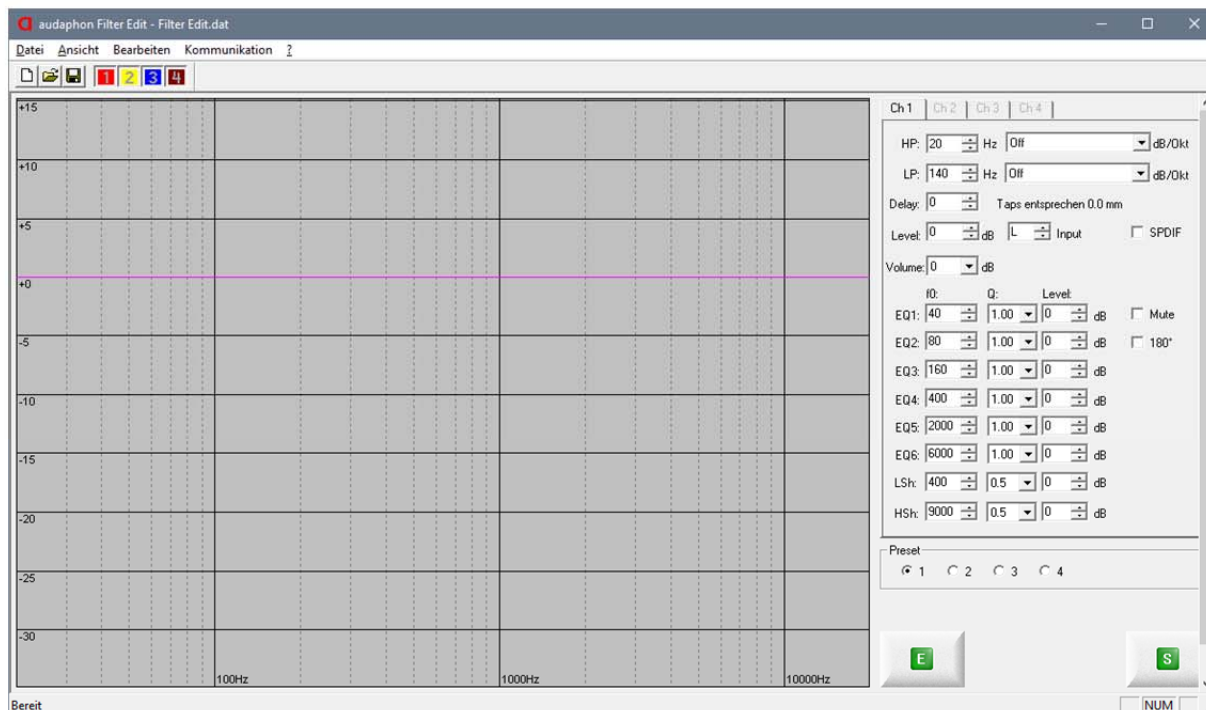 audaphon Filter Edit - Filter Edit.dat
Datei Ansicht Bearbeiten Kommunikation ?
1 2 3 4
+15
+10
+5
+0
-5
-10
-15
-20
-25
-30
100Hz 1000Hz 10000Hz
Ch 1 Ch 2 Ch 3 Ch 4
HP: 20 Hz Off dB/Okt
LP: 140 Hz Off dB/Okt
Delay: 0 Taps entsprechen 0.0 mm
Level: 0 dB L Input SPDIF
Volume: 0 dB
f0: Q: Level:
EQ1: 40 1.00 0 dB Mute
EQ2: 80 1.00 0 dB 180°
EQ3: 160 1.00 0 dB
EQ4: 400 1.00 0 dB
EQ5: 2000 1.00 0 dB
EQ6: 6000 1.00 0 dB
LSh: 400 0.5 0 dB
HSh: 9000 0.5 0 dB
Preset
1 2 3 4
E S
Bereit NUM